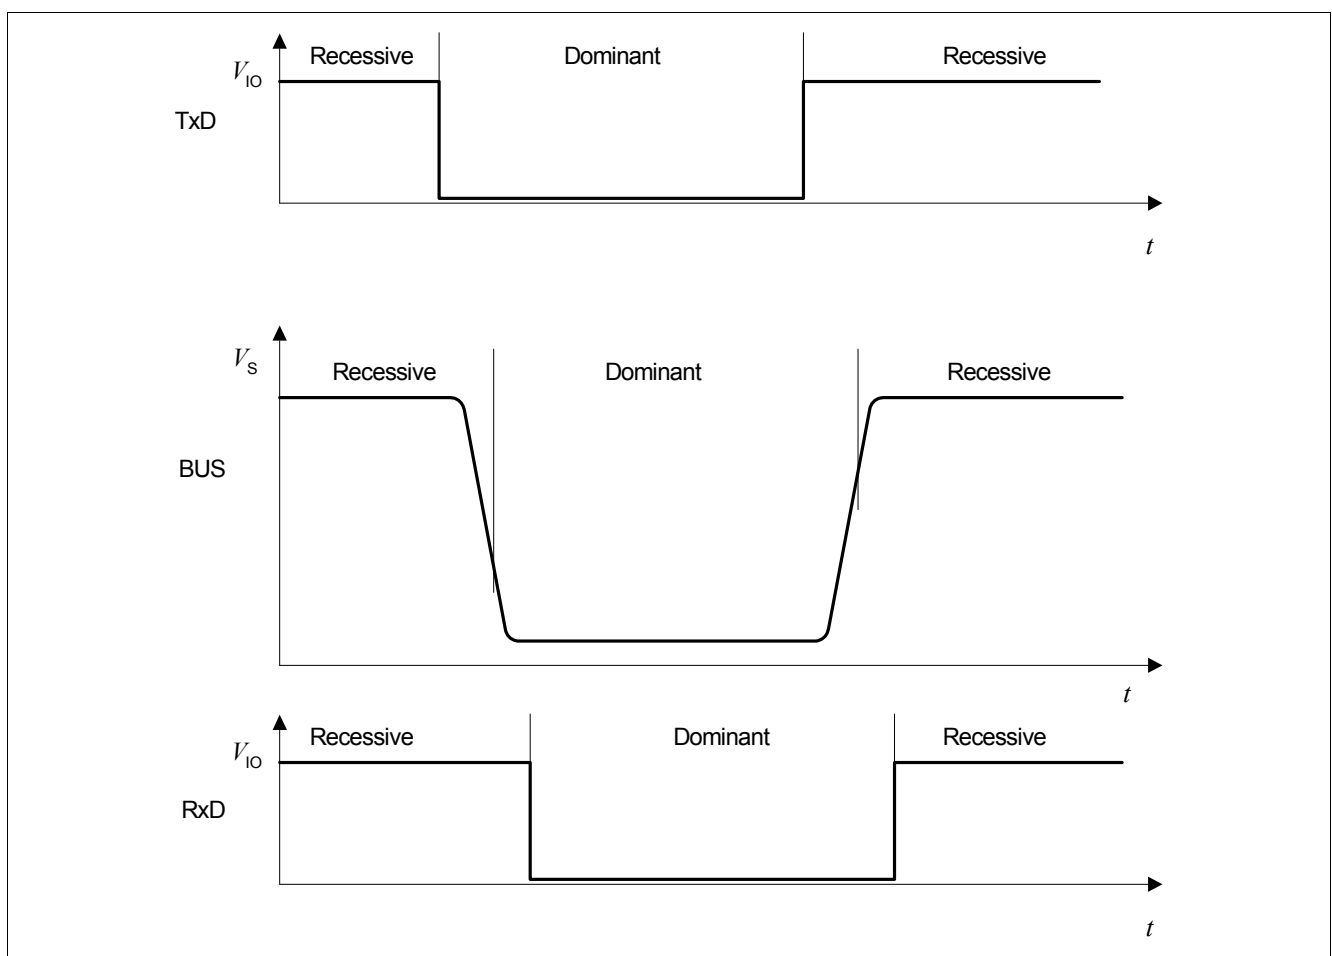 Recessive Dominant Recessive
VIO
TxD
t
VS
Recessive Dominant Recessive
BUS
t
Recessive Dominant Recessive
VIO
RxD
t